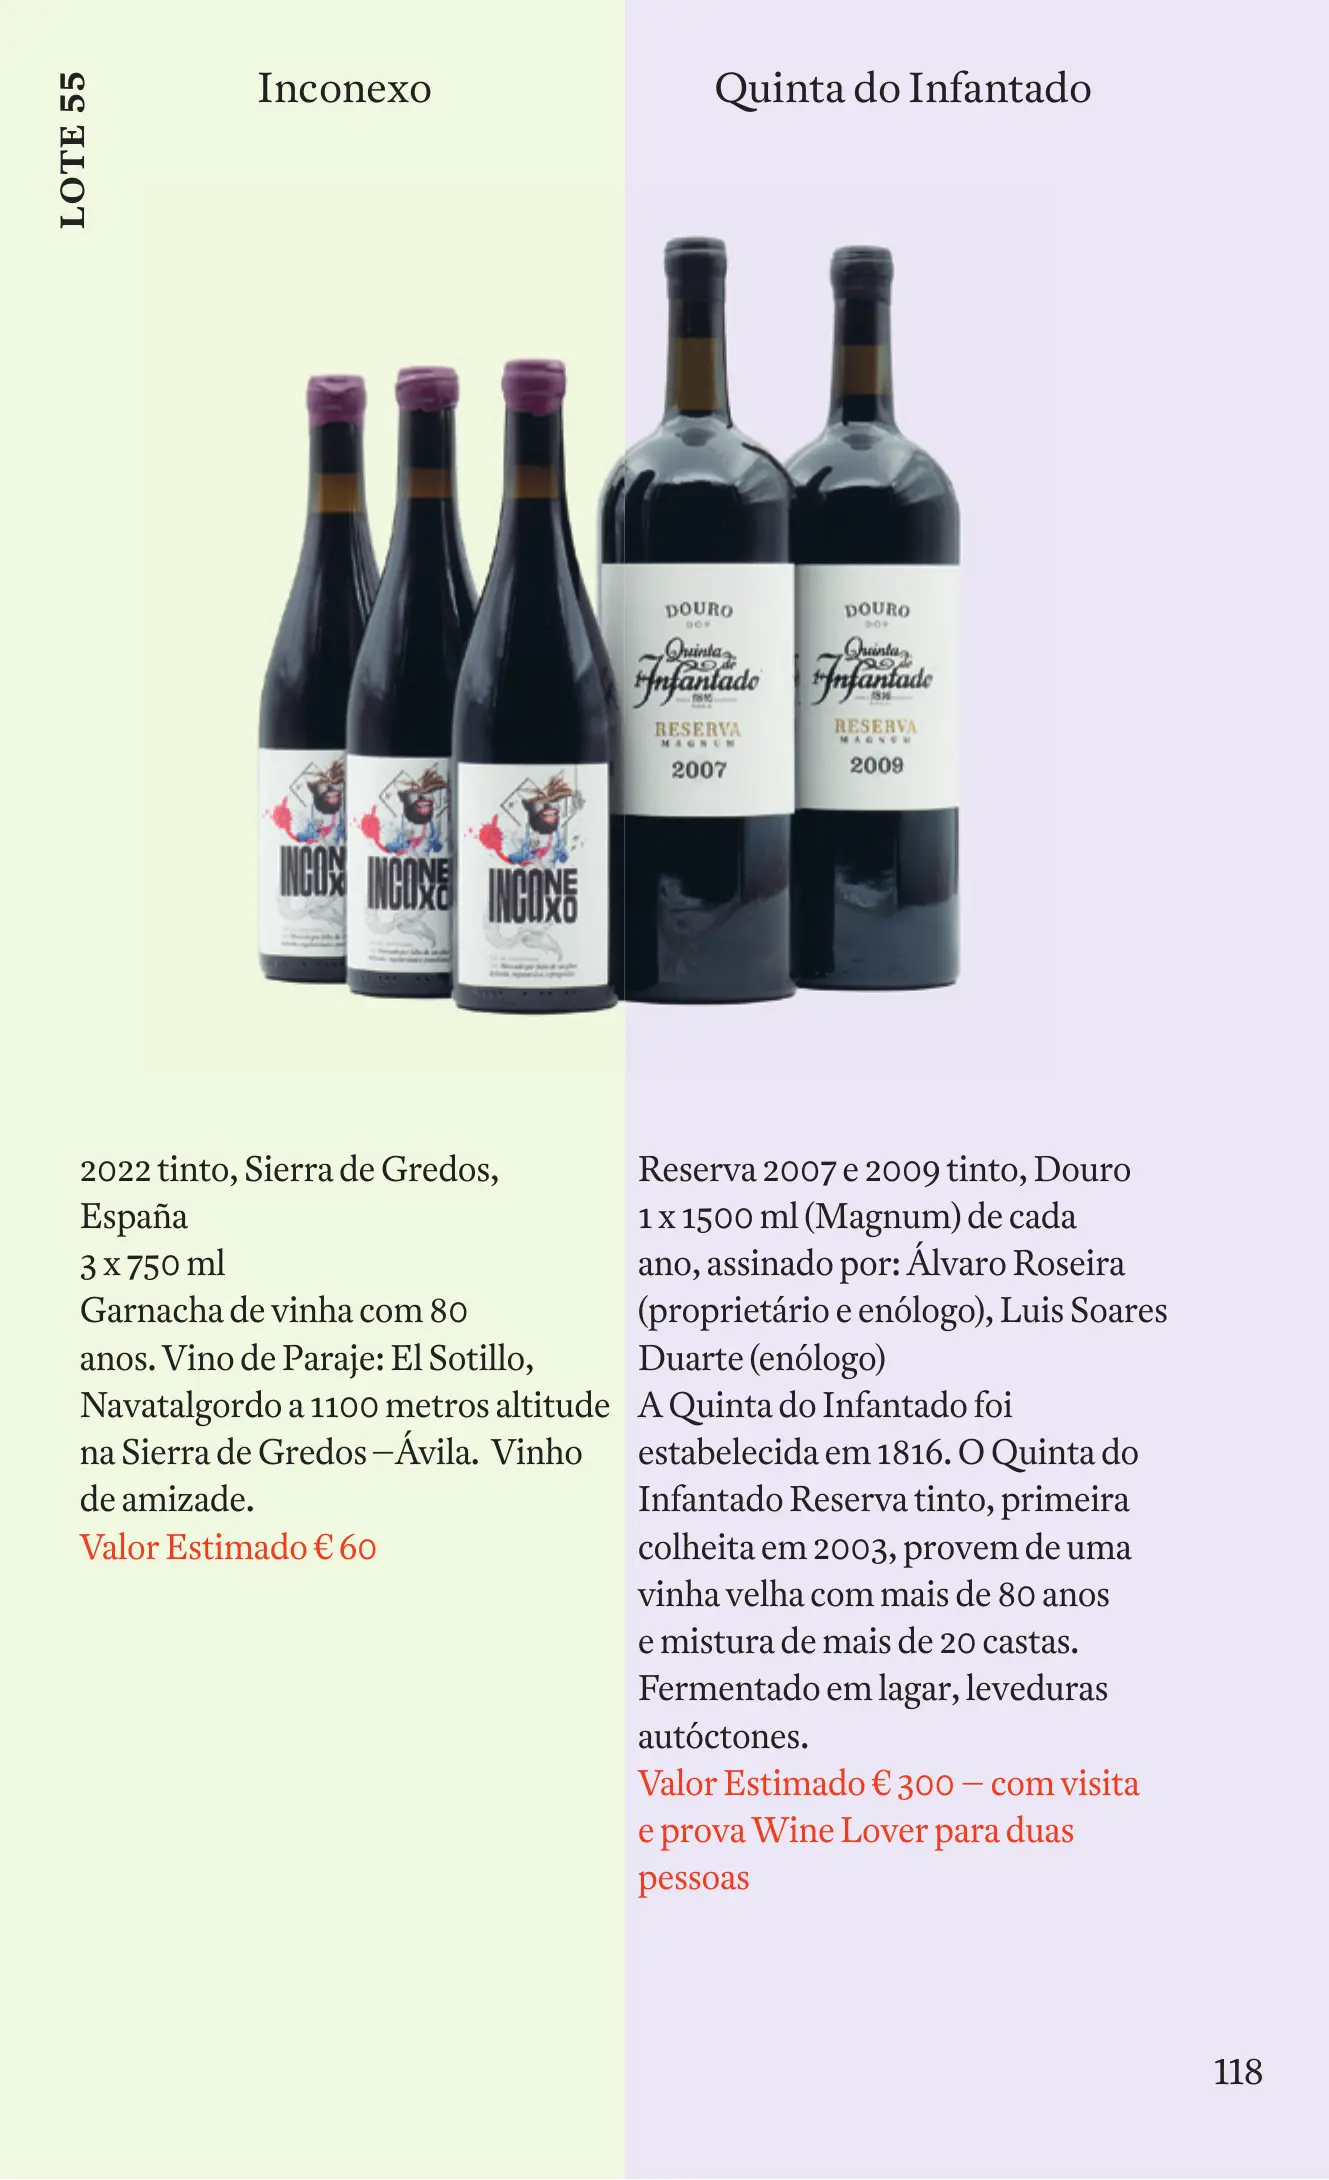 LOTE 55
Inconexo
Quinta do Infantado
DOURO
DOP
Quinta do
Infantado
1816
RESERVA
MAGNUM
2007
DOURO
DOP
Quinta do
Infantado
1816
RESERVA
MAGNUM
2009
INCONEXO
INCONEXO
INCONEXO
2022 tinto, Sierra de Gredos,
España
3 x 750 ml
Garnacha de vinha com 80
anos. Vino de Paraje: El Sotillo,
Navatalgordo a 1100 metros altitude
na Sierra de Gredos –Ávila.  Vinho
de amizade.
Valor Estimado € 60
Reserva 2007 e 2009 tinto, Douro
1 x 1500 ml (Magnum) de cada
ano, assinado por: Álvaro Roseira
(proprietário e enólogo), Luis Soares
Duarte (enólogo)
A Quinta do Infantado foi
estabelecida em 1816. O Quinta do
Infantado Reserva tinto, primeira
colheita em 2003, provem de uma
vinha velha com mais de 80 anos
e mistura de mais de 20 castas.
Fermentado em lagar, leveduras
autóctones.
Valor Estimado € 300 – com visita
e prova Wine Lover para duas
pessoas
118